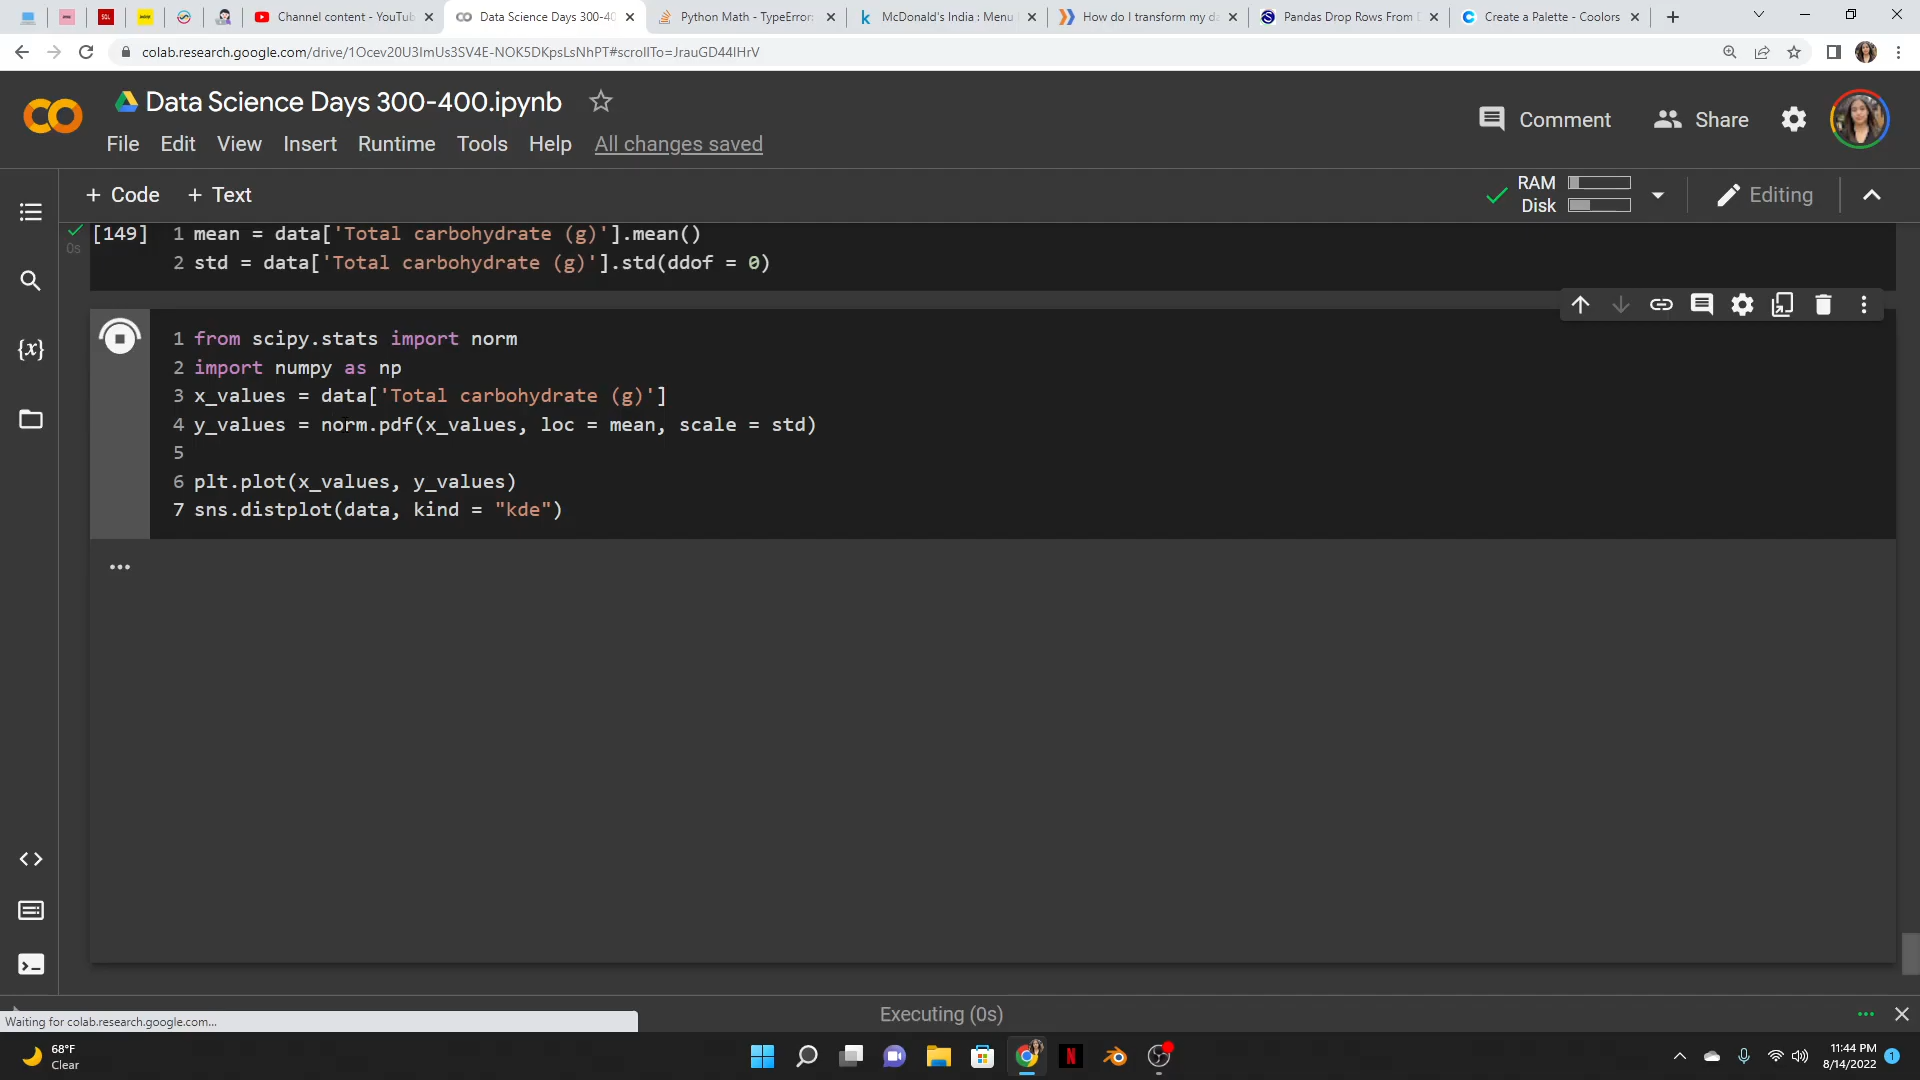 Channel content - YouTub
Data Science Days 300-40
Python Math - TypeError:
McDonald's India : Menu
How do I transform my da
Pandas Drop Rows From D
Create a Palette - Coolors
colab.research.google.com/drive/1Ocev20U3ImUs3SV4E-NOK5DKpsLsNhPT#scrollTo=JrauGD44lHrV
Data Science Days 300-400.ipynb
Comment
Share
File Edit View Insert Runtime Tools Help All changes saved
+ Code + Text
RAM
Disk
Editing
[149] 1 mean = data['Total carbohydrate (g)'].mean()
0s
2 std = data['Total carbohydrate (g)'].std(ddof = 0)
1 from scipy.stats import norm
2 import numpy as np
3 x_values = data['Total carbohydrate (g)']
4 y_values = norm.pdf(x_values, loc = mean, scale = std)
5
6 plt.plot(x_values, y_values)
7 sns.distplot(data, kind = "kde")
{x}
Executing (0s)
Waiting for colab.research.google.com...
68°F
Clear
11:44 PM
8/14/2022
1